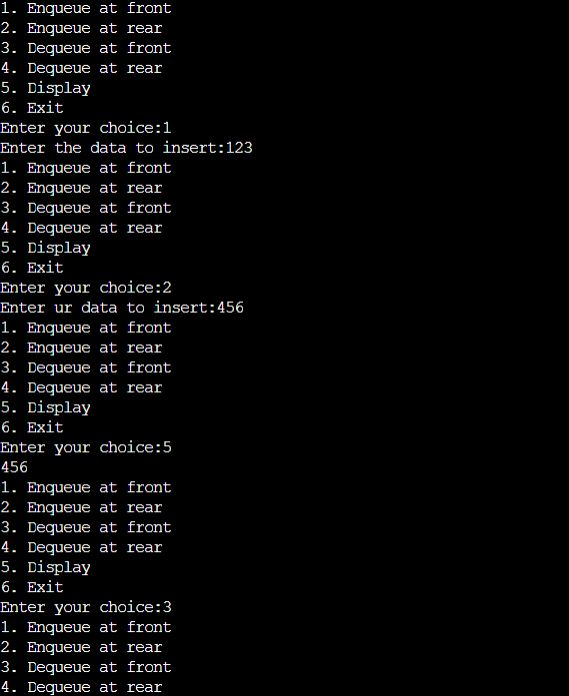 1. Enqueue at front
2. Enqueue at rear
3. Dequeue at front
4. Dequeue at rear
5. Display
6. Exit
Enter your choice:1
Enter the data to insert:123
1. Enqueue at front
2. Enqueue at rear
3. Dequeue at front
4. Dequeue at rear
5. Display
6. Exit
Enter your choice:2
Enter ur data to insert:456
1. Enqueue at front
2. Enqueue at rear
3. Dequeue at front
4. Dequeue at rear
5. Display
6. Exit
Enter your choice:5
456
1. Enqueue at front
2. Enqueue at rear
3. Dequeue at front
4. Dequeue at rear
5. Display
6. Exit
Enter your choice:3
1. Enqueue at front
2. Enqueue at rear
3. Dequeue at front
4. Dequeue at rear